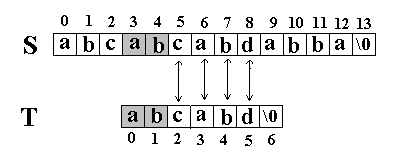 0 1 2 3 4 5 6 7 8 9 10 11 12 13
S a b c a b c a b d a b b a \0
T a b c a b d \0
0 1 2 3 4 5 6